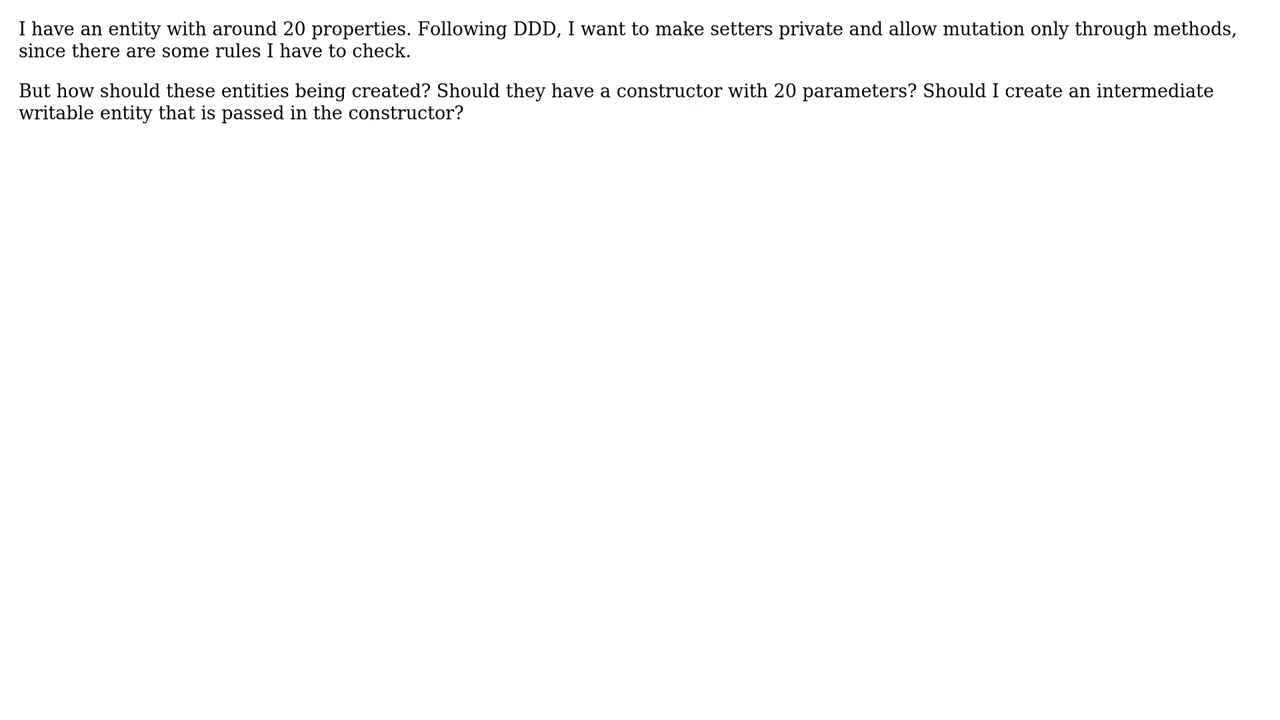 I have an entity with around 20 properties. Following DDD, I want to make setters private and allow mutation only through methods,
since there are some rules I have to check.
But how should these entities being created? Should they have a constructor with 20 parameters? Should I create an intermediate
writable entity that is passed in the constructor?